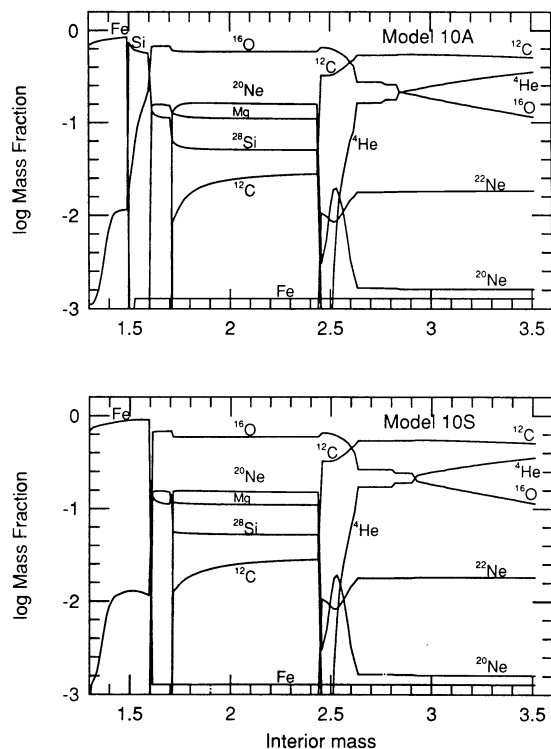 Fe
Si
¹⁶O
Model 10A
¹²C
¹²C
⁴He
²⁰Ne
¹⁶O
Mg
²⁸Si
⁴He
¹²C
²²Ne
²⁰Ne
Fe
0
-1
-2
-3
log Mass Fraction
1.5
2
2.5
3
3.5
Fe
¹⁶O
Model 10S
¹²C
¹²C
⁴He
²⁰Ne
¹⁶O
Mg
²⁸Si
⁴He
¹²C
²²Ne
²⁰Ne
Fe
0
-1
-2
-3
log Mass Fraction
1.5
2
2.5
3
3.5
Interior mass